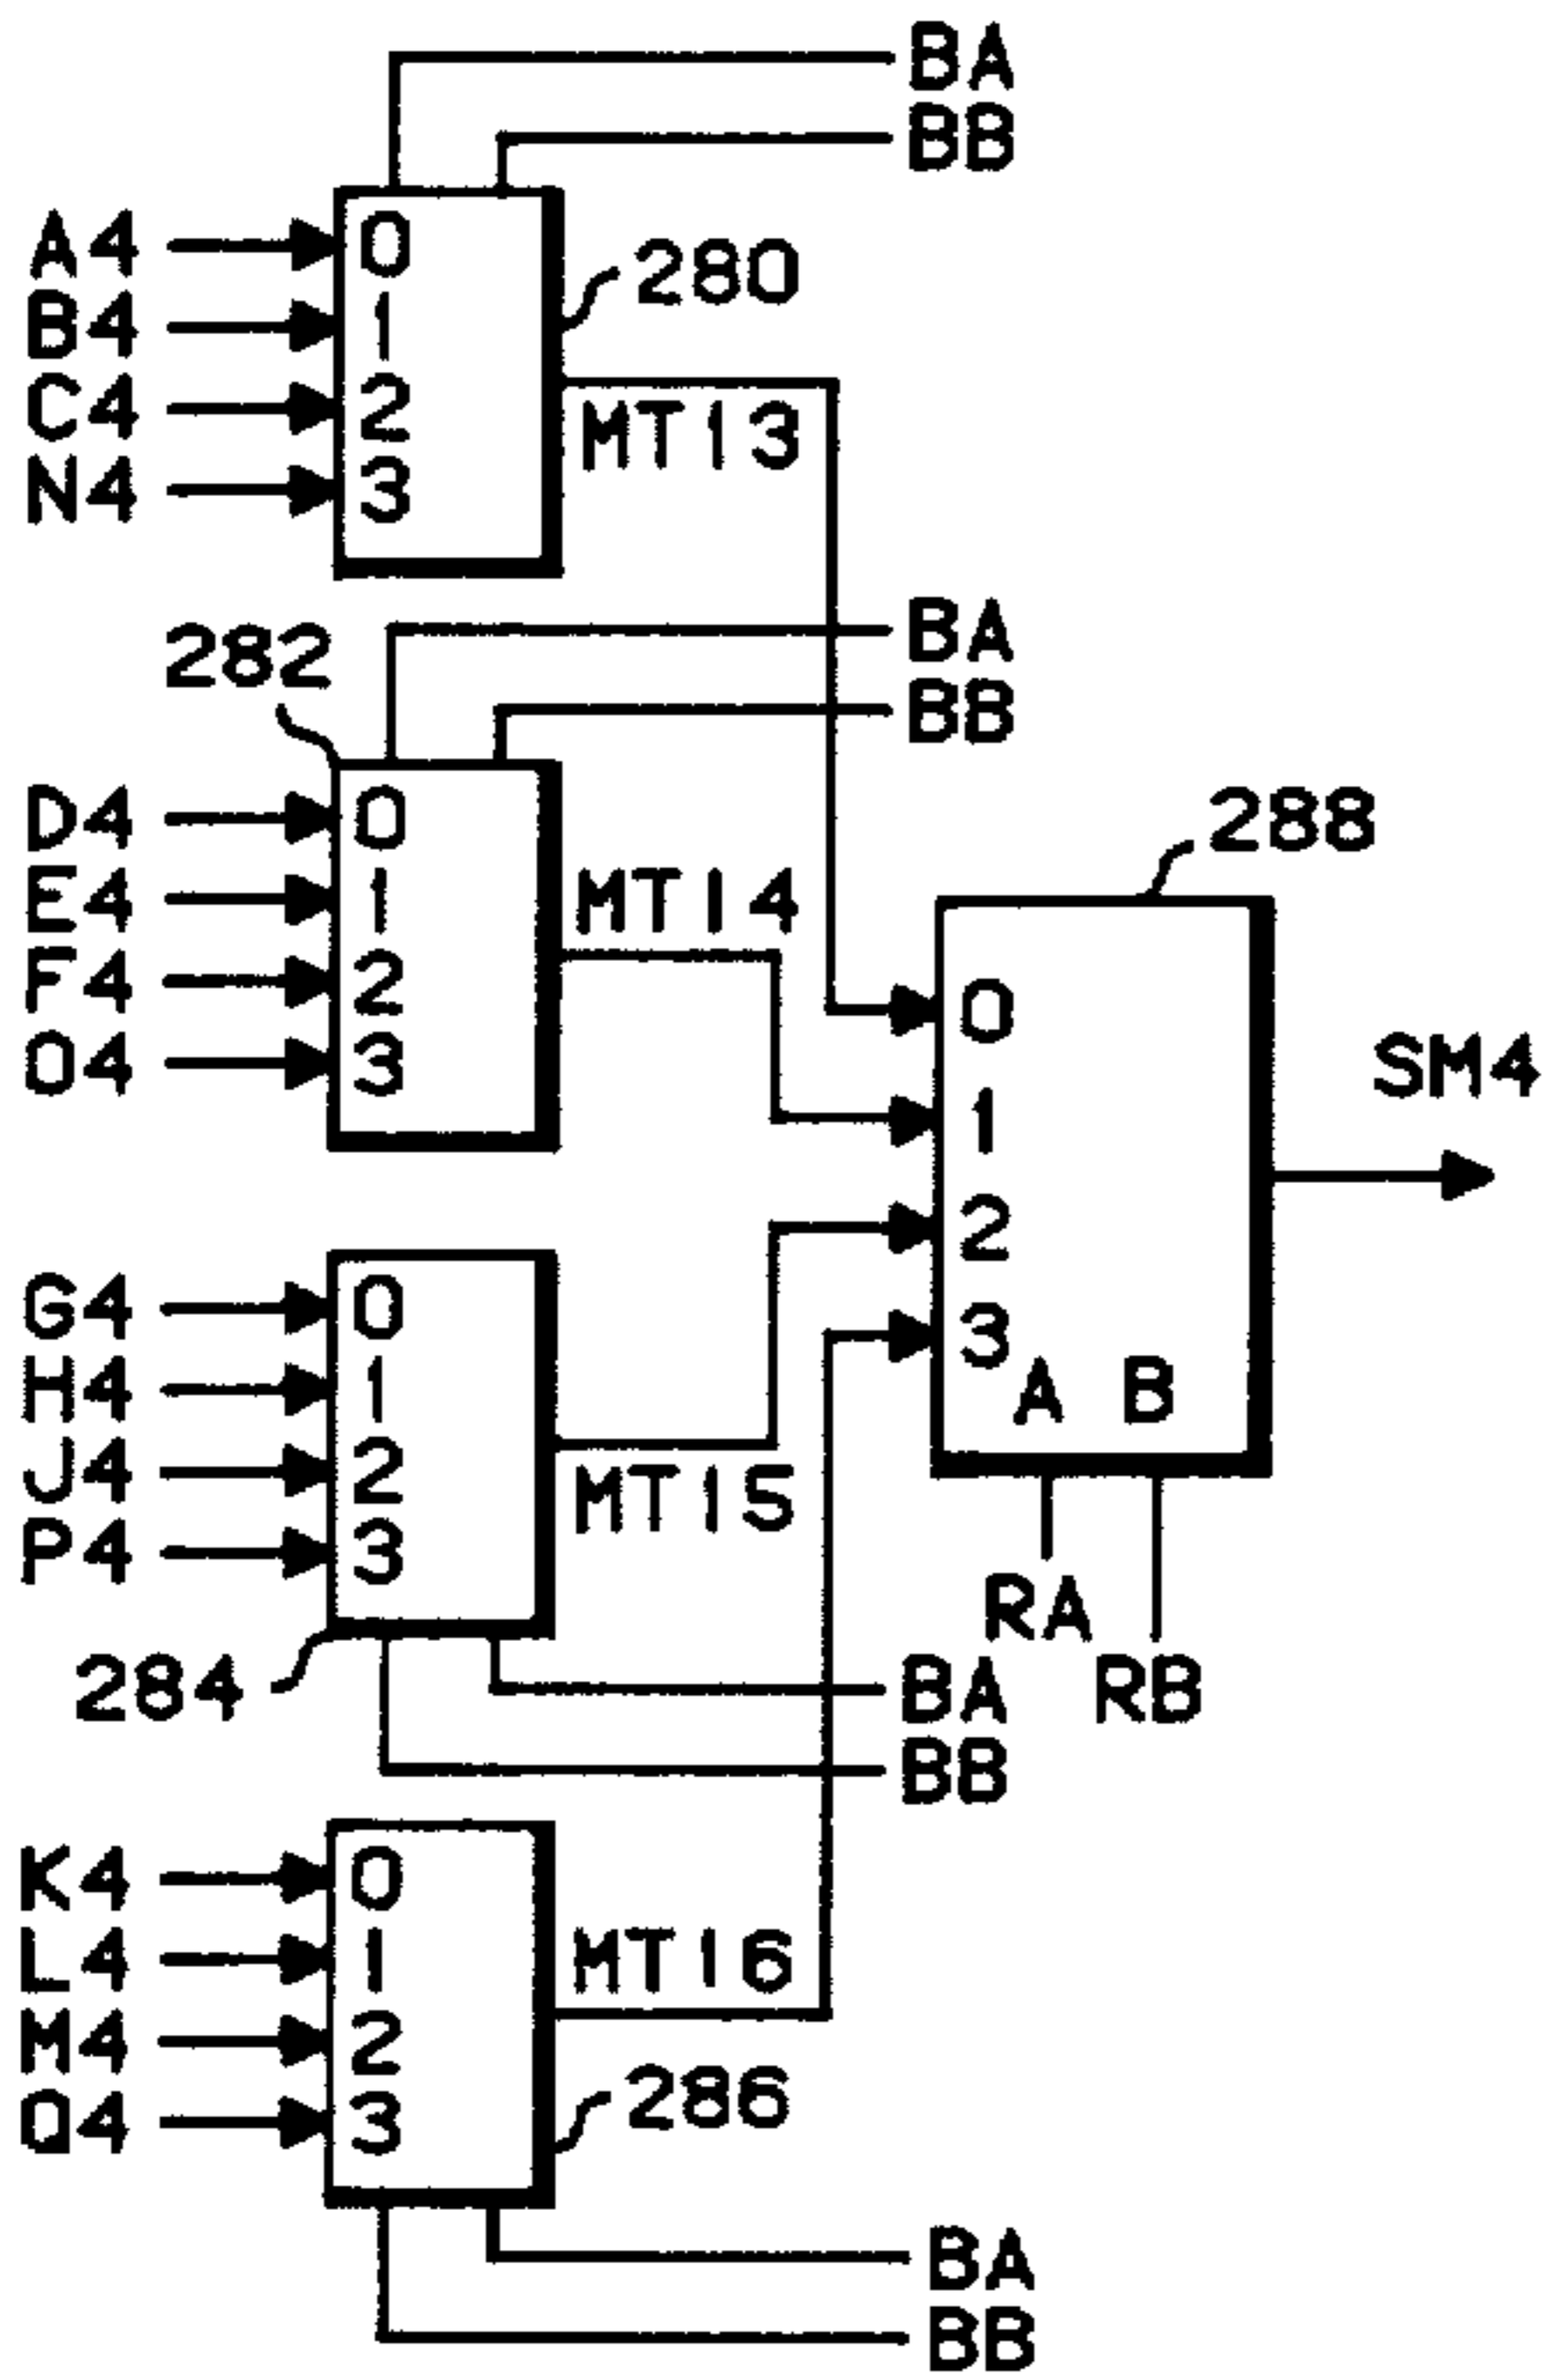 BA
BB
A4 0
280
B4 1
C4 2
MT13
N4 3
BA
282
BB
D4 0
288
E4 1
MT14
F4 2
0
O4 3
SM4
1
2
G4 0
3
H4 1
A B
J4 2
MT15
P4 3
RA
284
BA
RB
BB
K4 0
L4 1
MT16
M4 2
286
Q4 3
BA
BB